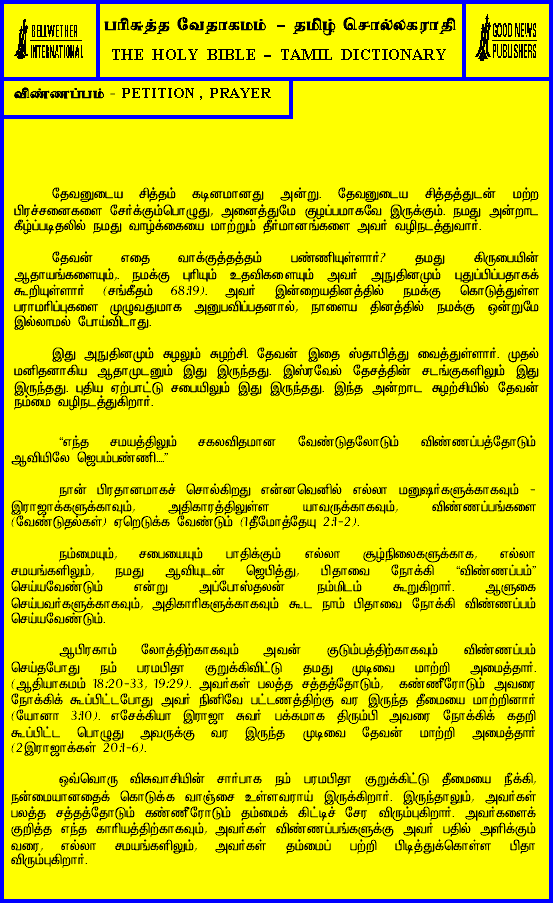 BELLWETHER
INTERNATIONAL
பரிசுத்த வேதாகமம் – தமிழ் சொல்லகராதி
THE HOLY BIBLE – TAMIL DICTIONARY
GOOD NEWS
PUBLISHERS
விண்ணப்பம் - PETITION , PRAYER
தேவனுடைய சித்தம் கடினமானது அன்று. தேவனுடைய சித்தத்துடன் மற்ற
பிரச்சனைகளை சேர்க்கும்பொழுது, அனைத்துமே குழப்பமாகவே இருக்கும். நமது அன்றாட
கீழ்ப்படிதலில் நமது வாழ்க்கையை மாற்றும் தீர்மானங்களை அவர் வழிநடத்துவார்.
தேவன் எதை வாக்குத்தத்தம் பண்ணியுள்ளார்? தமது கிருபையின்
ஆதாயங்களையும்,. நமக்கு புரியும் உதவிகளையும் அவர் அநுதினமும் புதுப்பிப்பதாகக்
கூறியுள்ளார் (சங்கீதம் 68:19). அவர் இன்றையதினத்தில் நமக்கு கொடுத்துள்ள
பராமரிப்புகளை முழுவதுமாக அனுபவிப்பதனால், நாளைய தினத்தில் நமக்கு ஒன்றுமே
இல்லாமல் போய்விடாது.
இது அநுதினமும் சுழலும் சுழற்சி. தேவன் இதை ஸ்தாபித்து வைத்துள்ளார். முதல்
மனிதனாகிய ஆதாமுடனும் இது இருந்தது. இஸ்ரவேல் தேசத்தின் சடங்குகளிலும் இது
இருந்தது. புதிய ஏற்பாட்டு சபையிலும் இது இருந்தது. இந்த அன்றாட சுழற்சியில் தேவன்
நம்மை வழிநடத்துகிறார்.
“எந்த சமயத்திலும் சகலவிதமான வேண்டுதலோடும் விண்ணப்பத்தோடும்
ஆவியிலே ஜெபம்பண்ணி....”
நான் பிரதானமாகச் சொல்கிறது என்னவெனில் எல்லா மனுஷர்களுக்காகவும் –
இராஜாக்களுக்காகவும், அதிகாரத்திலுள்ள யாவருக்காகவும், விண்ணப்பங்களை
(வேண்டுதல்கள்) ஏறெடுக்க வேண்டும் (1தீமோத்தேயு 2:1-2).
நம்மையும், சபையையும் பாதிக்கும் எல்லா சூழ்நிலைகளுக்காக, எல்லா
சமயங்களிலும், நமது ஆவியுடன் ஜெபித்து, பிதாவை நோக்கி “விண்ணப்பம்”
செய்யவேண்டும் என்று அப்போஸ்தலன் நம்மிடம் கூறுகிறார். ஆளுகை
செய்பவர்களுக்காகவும், அதிகாரிகளுக்காகவும் கூட நாம் பிதாவை நோக்கி விண்ணப்பம்
செய்யவேண்டும்.
ஆபிரகாம் லோத்திற்காகவும் அவன் குடும்பத்திற்காகவும் விண்ணப்பம்
செய்தபோது நம் பரமபிதா குறுக்கிவிட்டு தமது முடிவை மாற்றி அமைத்தார்.
(ஆதியாகமம் 18:20-33, 19:29). அவர்கள் பலத்த சத்தத்தோடும், கண்ணீரோடும் அவரை
நோக்கிக் கூப்பிட்டபோது அவர் நினிவே பட்டணத்திற்கு வர இருந்த தீமையை மாற்றினார்
(யோனா 3:10). எசேக்கியா இராஜா சுவர் பக்கமாக திரும்பி அவரை நோக்கிக் கதறி
கூப்பிட்ட பொழுது அவருக்கு வர இருந்த முடிவை தேவன் மாற்றி அமைத்தார்
(2இராஜாக்கள் 20:1-6).
ஒவ்வொரு விசுவாசியின் சார்பாக நம் பரமபிதா குறுக்கிட்டு தீமையை நீக்கி,
நன்மையானதைக் கொடுக்க வாஞ்சை உள்ளவராய் இருக்கிறார். இருந்தாலும், அவர்கள்
பலத்த சத்தத்தோடும் கண்ணீரோடும் தம்மைக் கிட்டிச் சேர விரும்புகிறார். அவர்களைக்
குறித்த எந்த காரியத்திற்காகவும், அவர்கள் விண்ணப்பங்களுக்கு அவர் பதில் அளிக்கும்
வரை, எல்லா சமயங்களிலும், அவர்கள் தம்மைப் பற்றி பிடித்துக்கொள்ள பிதா
விரும்புகிறார்.